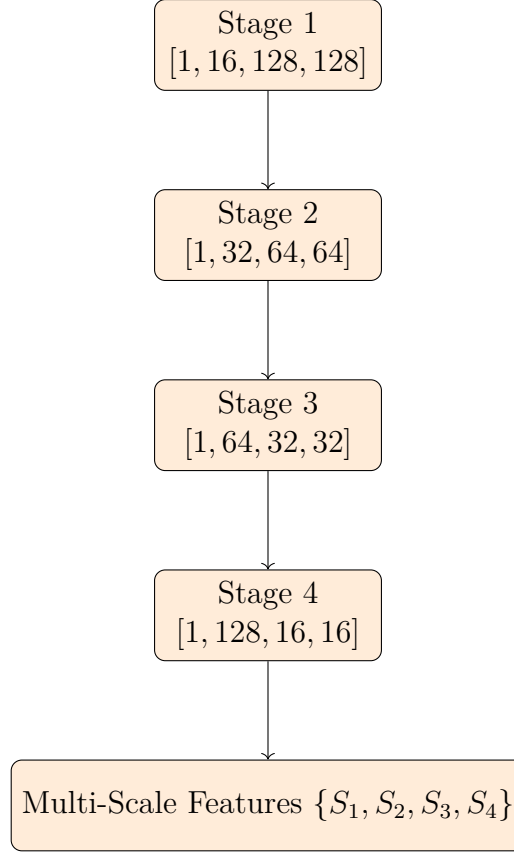 Stage 1
[1, 16, 128, 128]
Stage 2
[1, 32, 64, 64]
Stage 3
[1, 64, 32, 32]
Stage 4
[1, 128, 16, 16]
Multi-Scale Features {S₁, S₂, S₃, S₄}